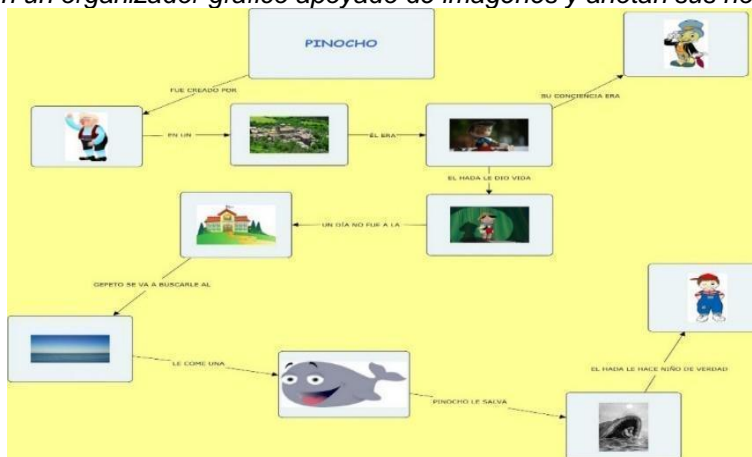 n un organizador gráfico apoyado de imágenes y anotan sus no
PINOCHO
FUE CREADO POR
SU CONCIENCIA ERA
EN UN
ÉL ERA
EL HADA LE DIO VIDA
UN DÍA NO FUE A LA
GEPETO SE VA A BUSCARLE AL
LE COME UNA
EL HADA LE HACE NIÑO DE VERDAD
PINOCHO LE SALVA